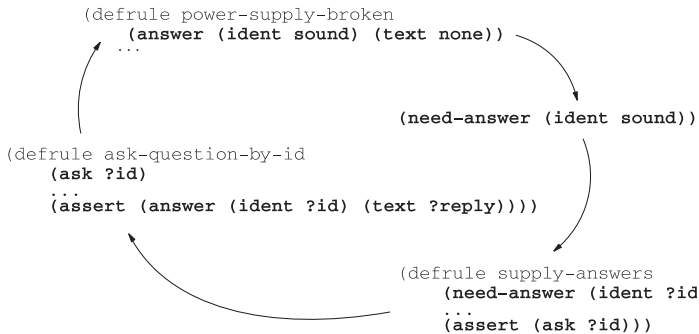 (defrule power-supply-broken
(answer (ident sound) (text none))
...
(need-answer (ident sound))
(defrule ask-question-by-id
(ask ?id)
...
(assert (answer (ident ?id) (text ?reply))))
(defrule supply-answers
(need-answer (ident ?id
...
(assert (ask ?id)))